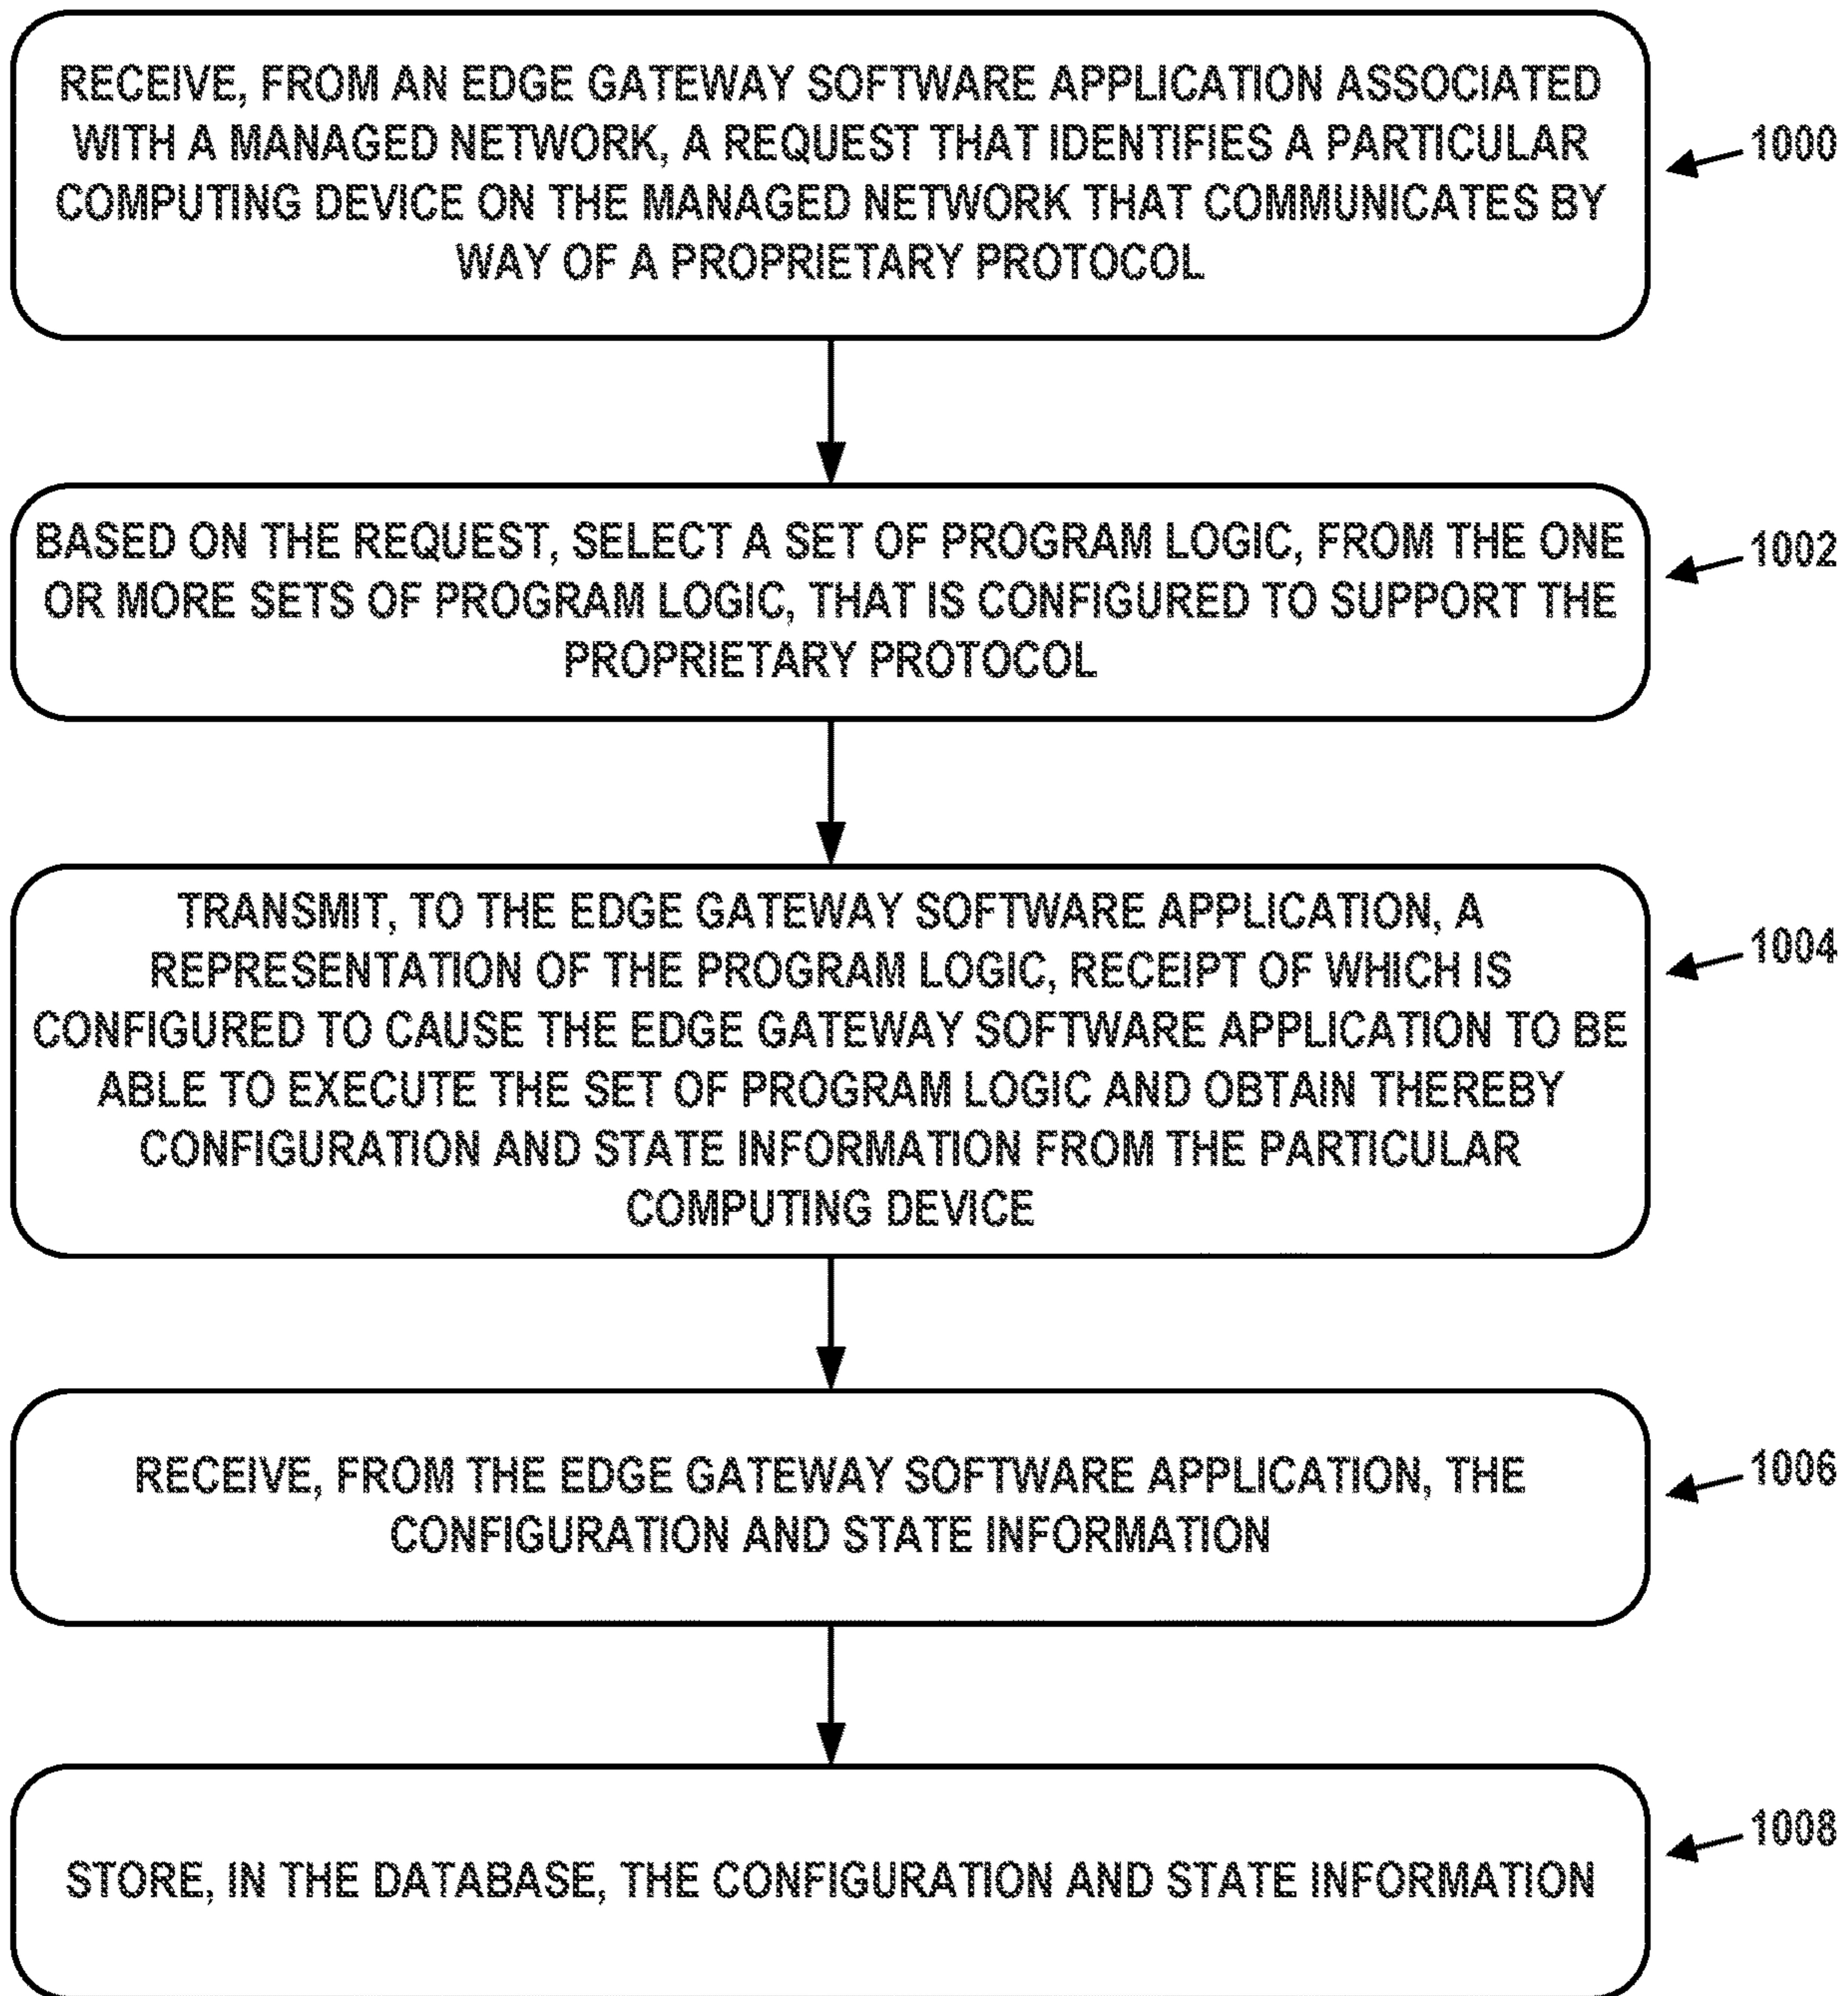 RECEIVE, FROM AN EDGE GATEWAY SOFTWARE APPLICATION ASSOCIATED
WITH A MANAGED NETWORK, A REQUEST THAT IDENTIFIES A PARTICULAR
COMPUTING DEVICE ON THE MANAGED NETWORK THAT COMMUNICATES BY
WAY OF A PROPRIETARY PROTOCOL
1000
BASED ON THE REQUEST, SELECT A SET OF PROGRAM LOGIC, FROM THE ONE
OR MORE SETS OF PROGRAM LOGIC, THAT IS CONFIGURED TO SUPPORT THE
PROPRIETARY PROTOCOL
1002
TRANSMIT, TO THE EDGE GATEWAY SOFTWARE APPLICATION, A
REPRESENTATION OF THE PROGRAM LOGIC, RECEIPT OF WHICH IS
CONFIGURED TO CAUSE THE EDGE GATEWAY SOFTWARE APPLICATION TO BE
ABLE TO EXECUTE THE SET OF PROGRAM LOGIC AND OBTAIN THEREBY
CONFIGURATION AND STATE INFORMATION FROM THE PARTICULAR
COMPUTING DEVICE
1004
RECEIVE, FROM THE EDGE GATEWAY SOFTWARE APPLICATION, THE
CONFIGURATION AND STATE INFORMATION
1006
STORE, IN THE DATABASE, THE CONFIGURATION AND STATE INFORMATION
1008